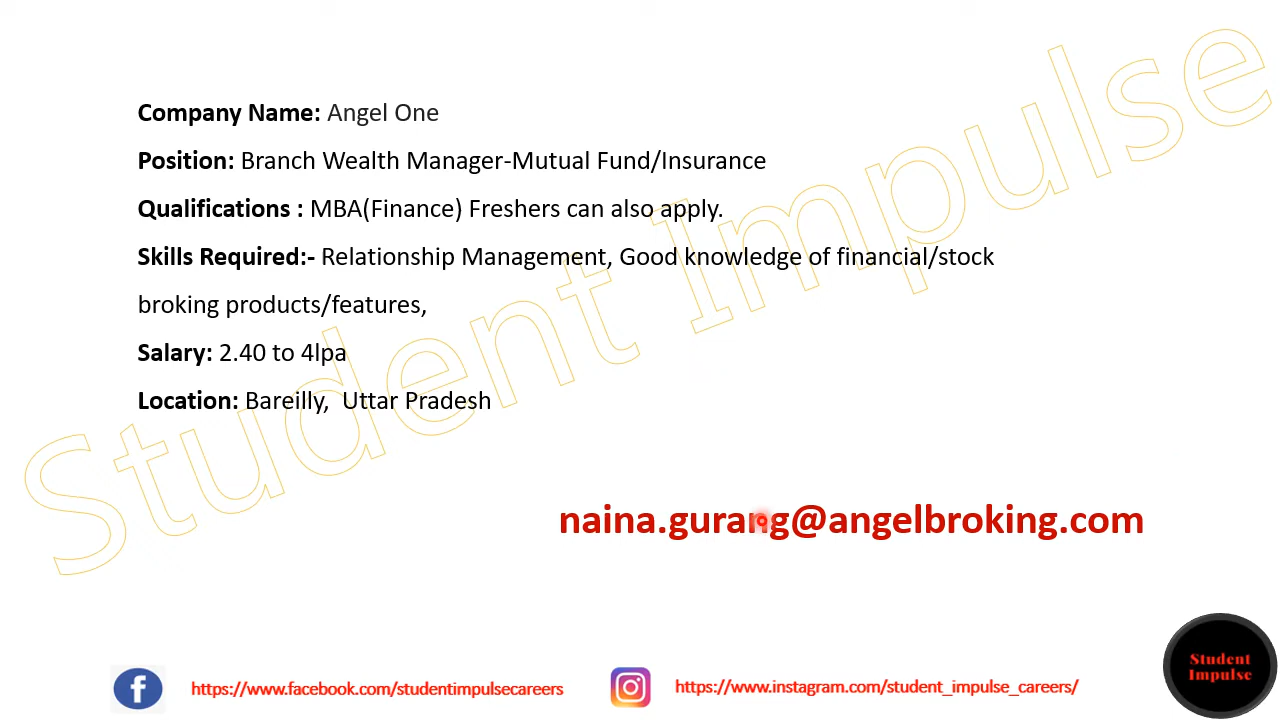 Company Name: Angel One
Position: Branch Wealth Manager-Mutual Fund/Insurance
Qualifications : MBA(Finance) Freshers can also apply.
Skills Required:- Relationship Management, Good knowledge of financial/stock
broking products/features,
Salary: 2.40 to 4lpa
Location: Bareilly, Uttar Pradesh
Student Impulse
naina.gurang@angelbroking.com
https://www.facebook.com/studentimpulsecareers
https://www.instagram.com/student_impulse_careers/
Student
Impulse